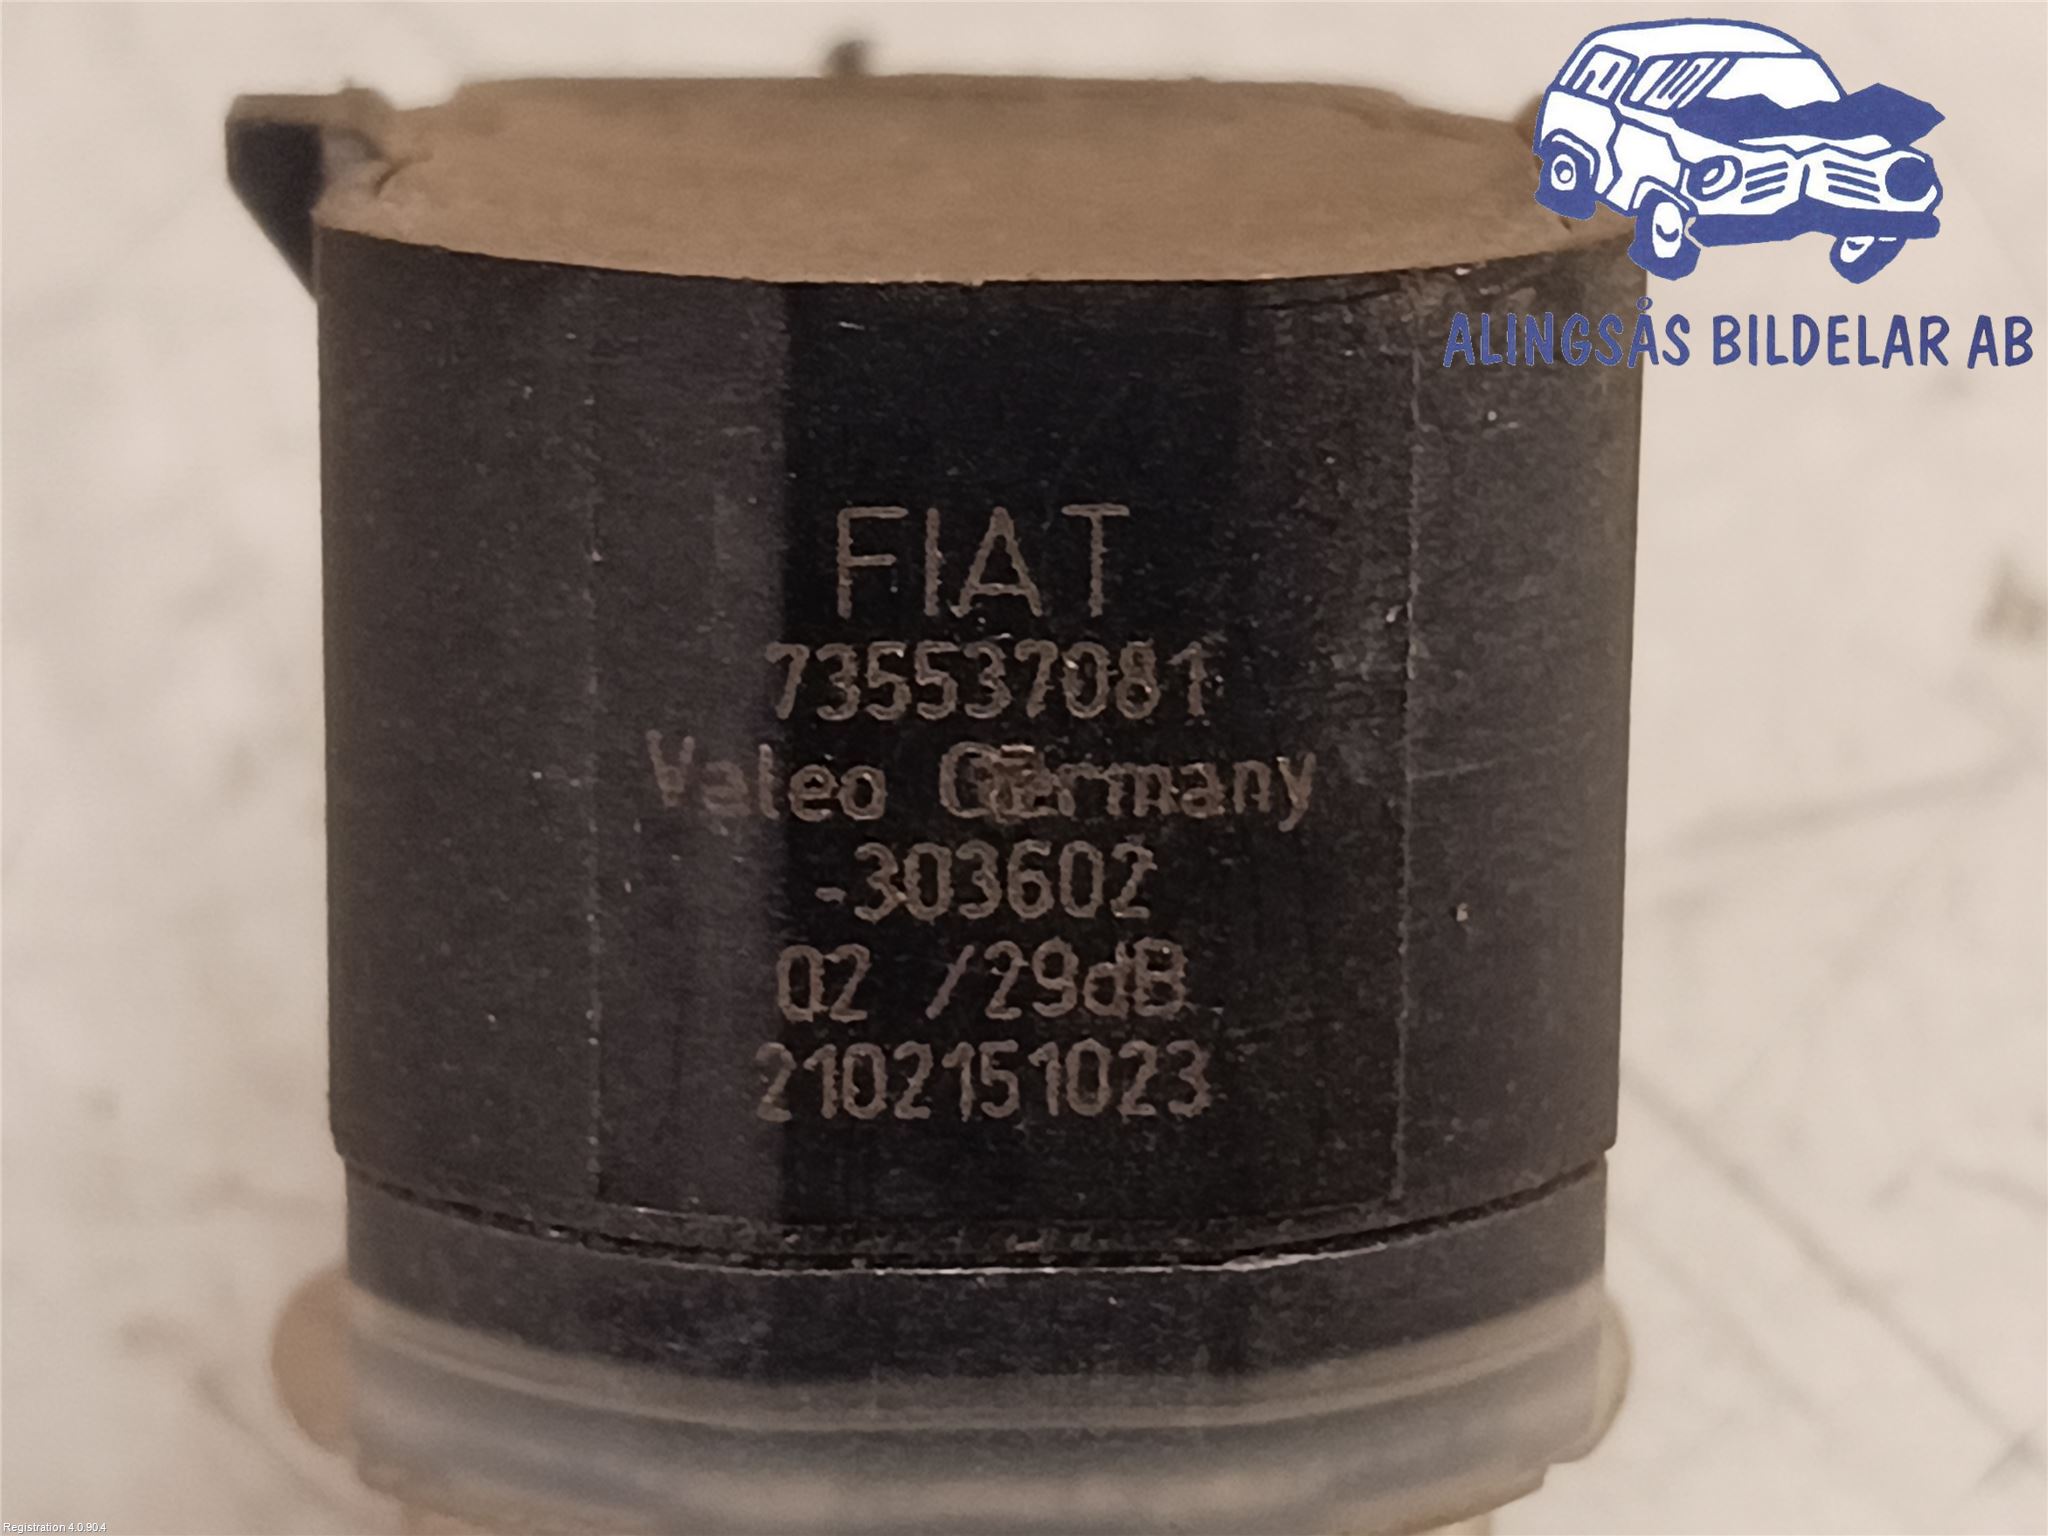 ALINGSÅS BILDELAR AB
FIAT
735537081
Valeo Germany
-303602
02 /29dB
2102151023
Registration 4.0.90.4